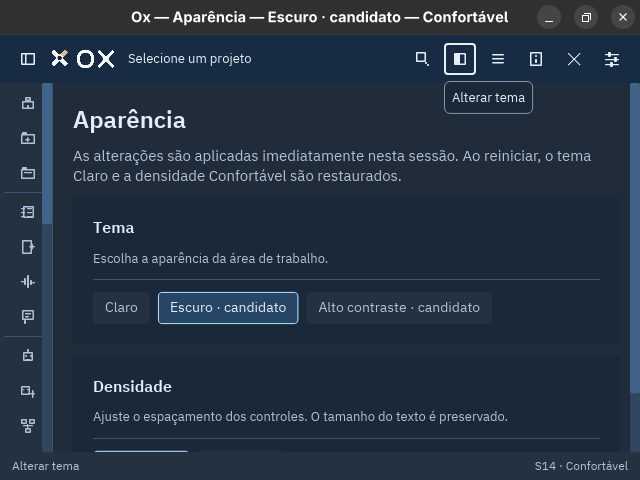 Ox — Aparência — Escuro · candidato — Confortável
OX
Selecione um projeto
Alterar tema
Aparência
As alterações são aplicadas imediatamente nesta sessão. Ao reiniciar, o tema
Claro e a densidade Confortável são restaurados.
Tema
Escolha a aparência da área de trabalho.
Claro
Escuro · candidato
Alto contraste · candidato
Densidade
Ajuste o espaçamento dos controles. O tamanho do texto é preservado.
Alterar tema
S14 · Confortável